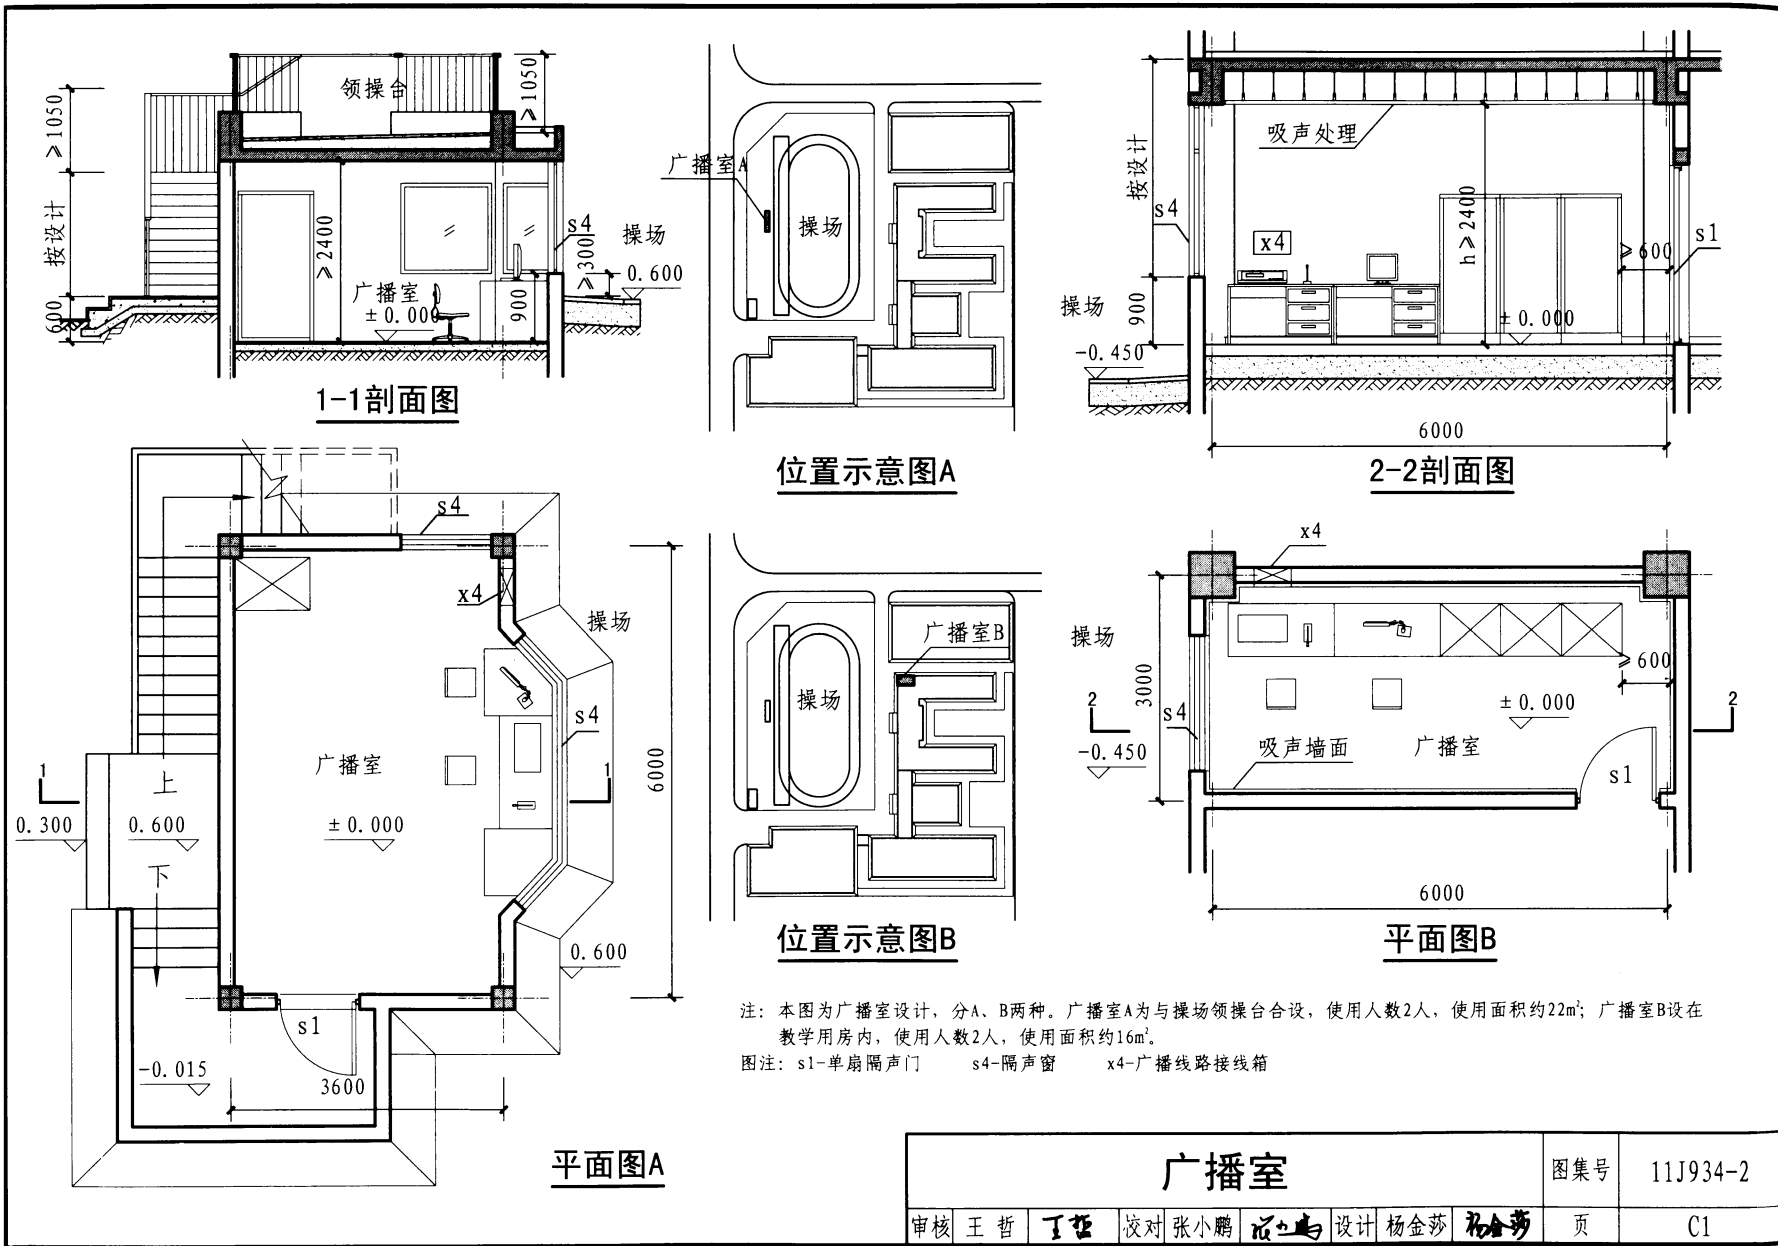 ≥1050
按设计
600
领操台
≥1050
≥2400
广播室
±0.000
900
s4
≥300
操场
0.600
1-1剖面图
广播室A
操场
位置示意图A
按设计
s4
操场
900
-0.450
吸声处理
x4
h≥2400
≥600
s1
±0.000
6000
2-2剖面图
s4
x4
操场
s4
广播室
6000
1
1
上
0.300
0.600
±0.000
下
0.600
s1
-0.015
3600
平面图A
广播室B
操场
位置示意图B
x4
操场
3000
≥600
2
2
s4
±0.000
-0.450
吸声墙面
广播室
s1
6000
平面图B
注：本图为广播室设计，分A、B两种。广播室A为与操场领操台合设，使用人数2人，使用面积约22m²；广播室B设在
教学用房内，使用人数2人，使用面积约16m²。
图注：s1-单扇隔声门 s4-隔声窗 x4-广播线路接线箱
广播室
图集号
11J934-2
审核 王 哲 王哲 校对 张小鹏 设计 杨金莎 杨金莎 页 C1